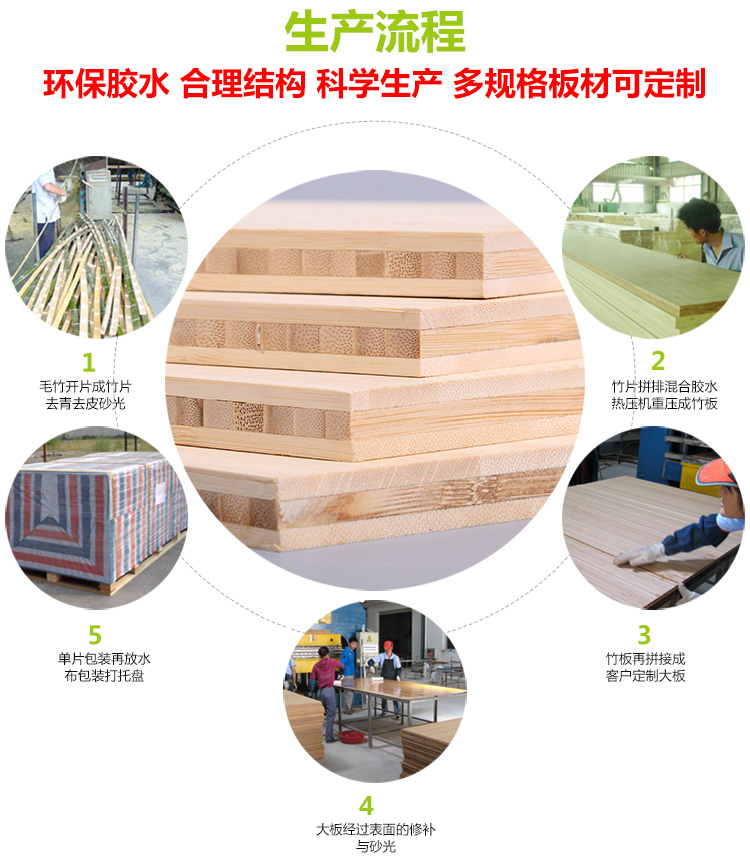 生产流程
环保胶水 合理结构 科学生产 多规格板材可定制
1
毛竹开片成竹片
去青去皮砂光
2
竹片拼排混合胶水
热压机重压成竹板
3
竹板再拼接成
客户定制大板
4
大板经过表面的修补
与砂光
5
单片包装再放水
布包装打托盘